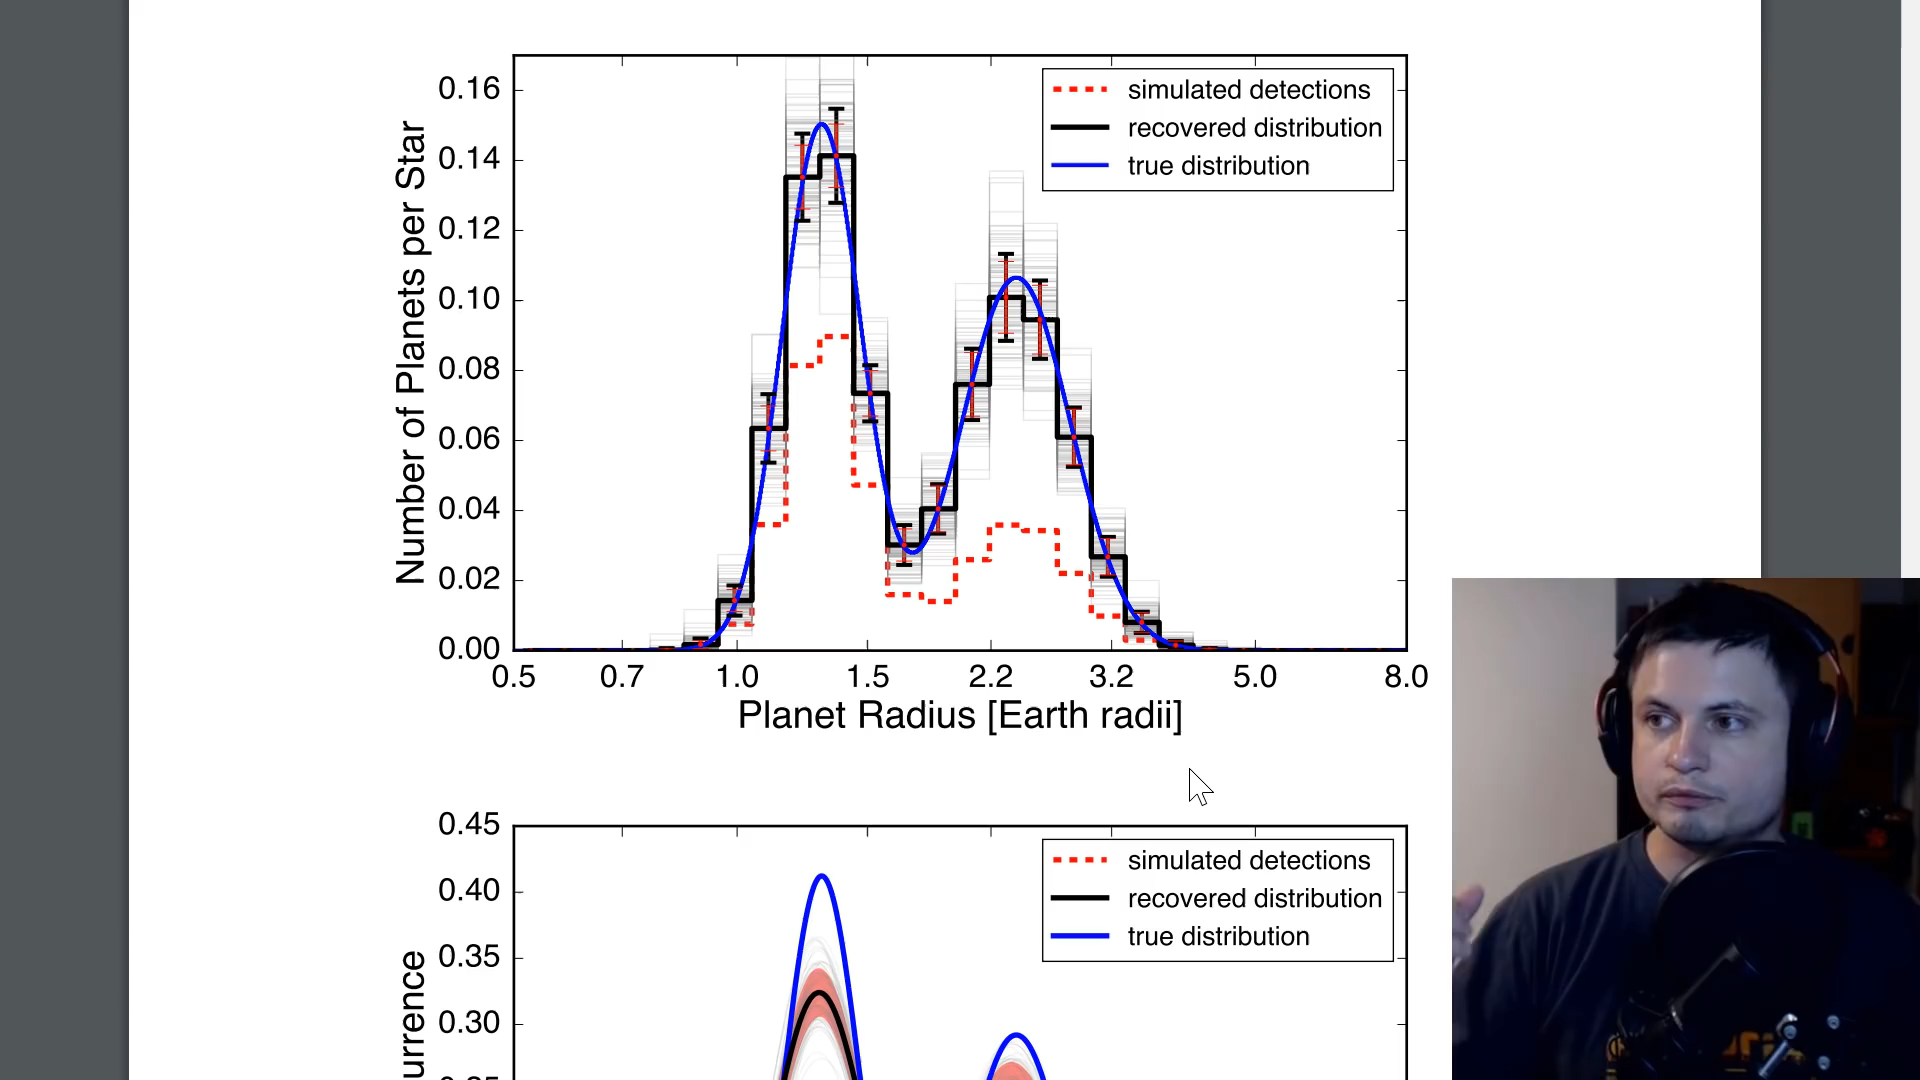 0.16
0.14
0.12
0.10
0.08
0.06
0.04
0.02
0.00
Number of Planets per Star
simulated detections
recovered distribution
true distribution
0.5 0.7 1.0 1.5 2.2 3.2 5.0 8.0
Planet Radius [Earth radii]
0.45
0.40
0.35
0.30
simulated detections
recovered distribution
true distribution